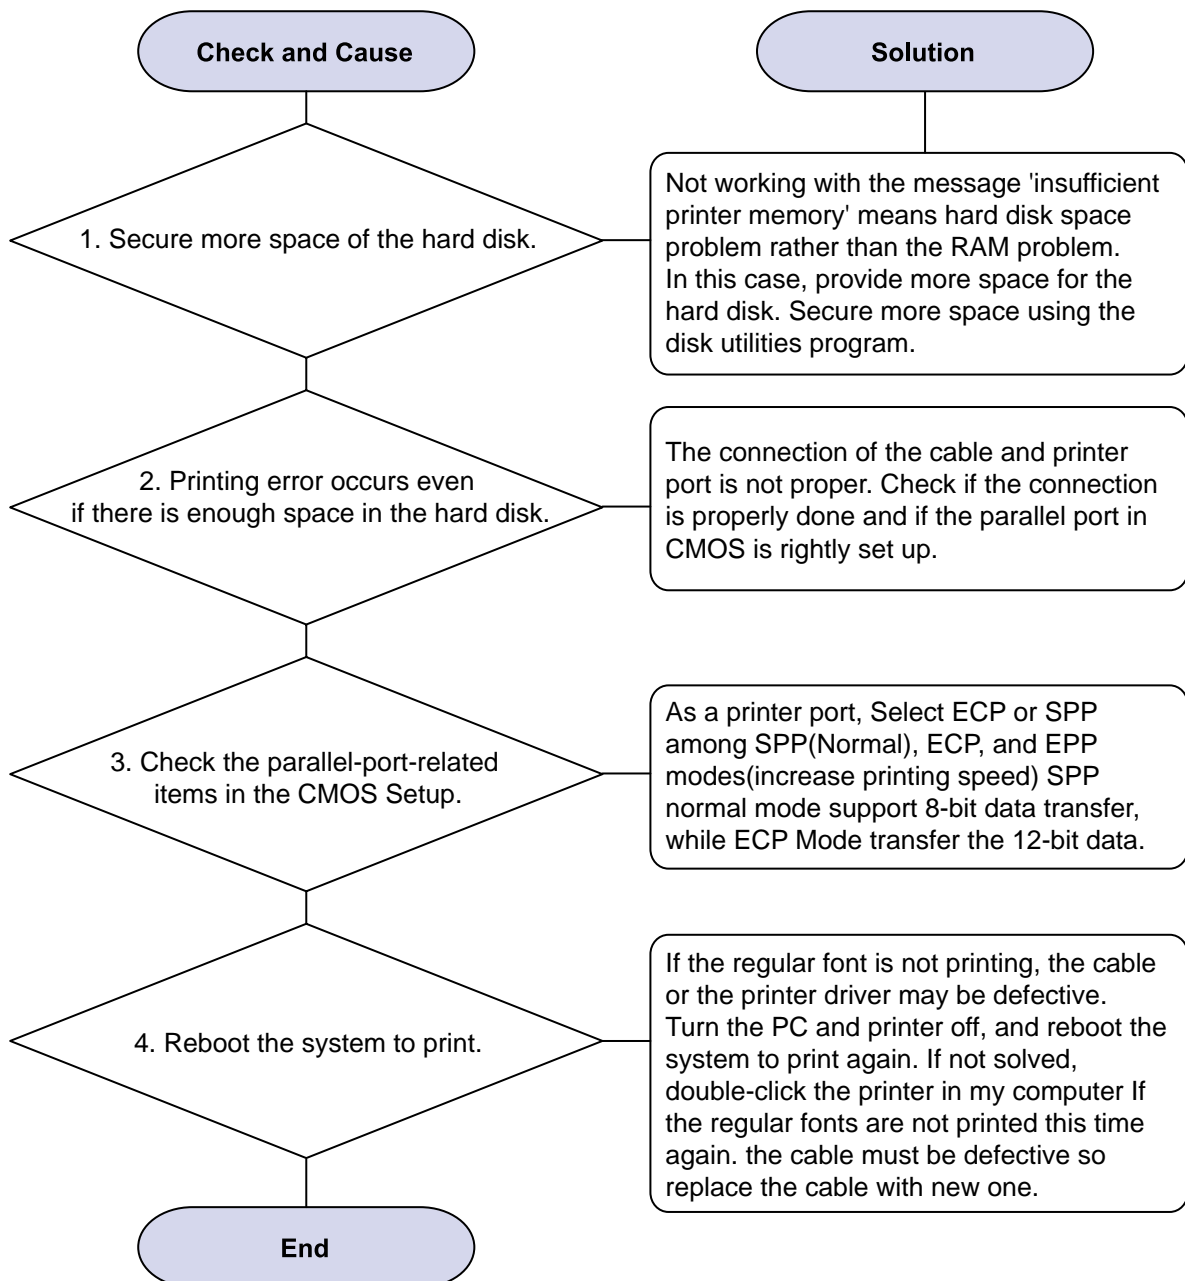 Check and Cause
Solution
1. Secure more space of the hard disk.
Not working with the message 'insufficient
printer memory' means hard disk space
problem rather than the RAM problem.
In this case, provide more space for the
hard disk. Secure more space using the
disk utilities program.
2. Printing error occurs even
if there is enough space in the hard disk.
The connection of the cable and printer
port is not proper. Check if the connection
is properly done and if the parallel port in
CMOS is rightly set up.
3. Check the parallel-port-related
items in the CMOS Setup.
As a printer port, Select ECP or SPP
among SPP(Normal), ECP, and EPP
modes(increase printing speed) SPP
normal mode support 8-bit data transfer,
while ECP Mode transfer the 12-bit data.
4. Reboot the system to print.
If the regular font is not printing, the cable
or the printer driver may be defective.
Turn the PC and printer off, and reboot the
system to print again. If not solved,
double-click the printer in my computer If
the regular fonts are not printed this time
again. the cable must be defective so
replace the cable with new one.
End